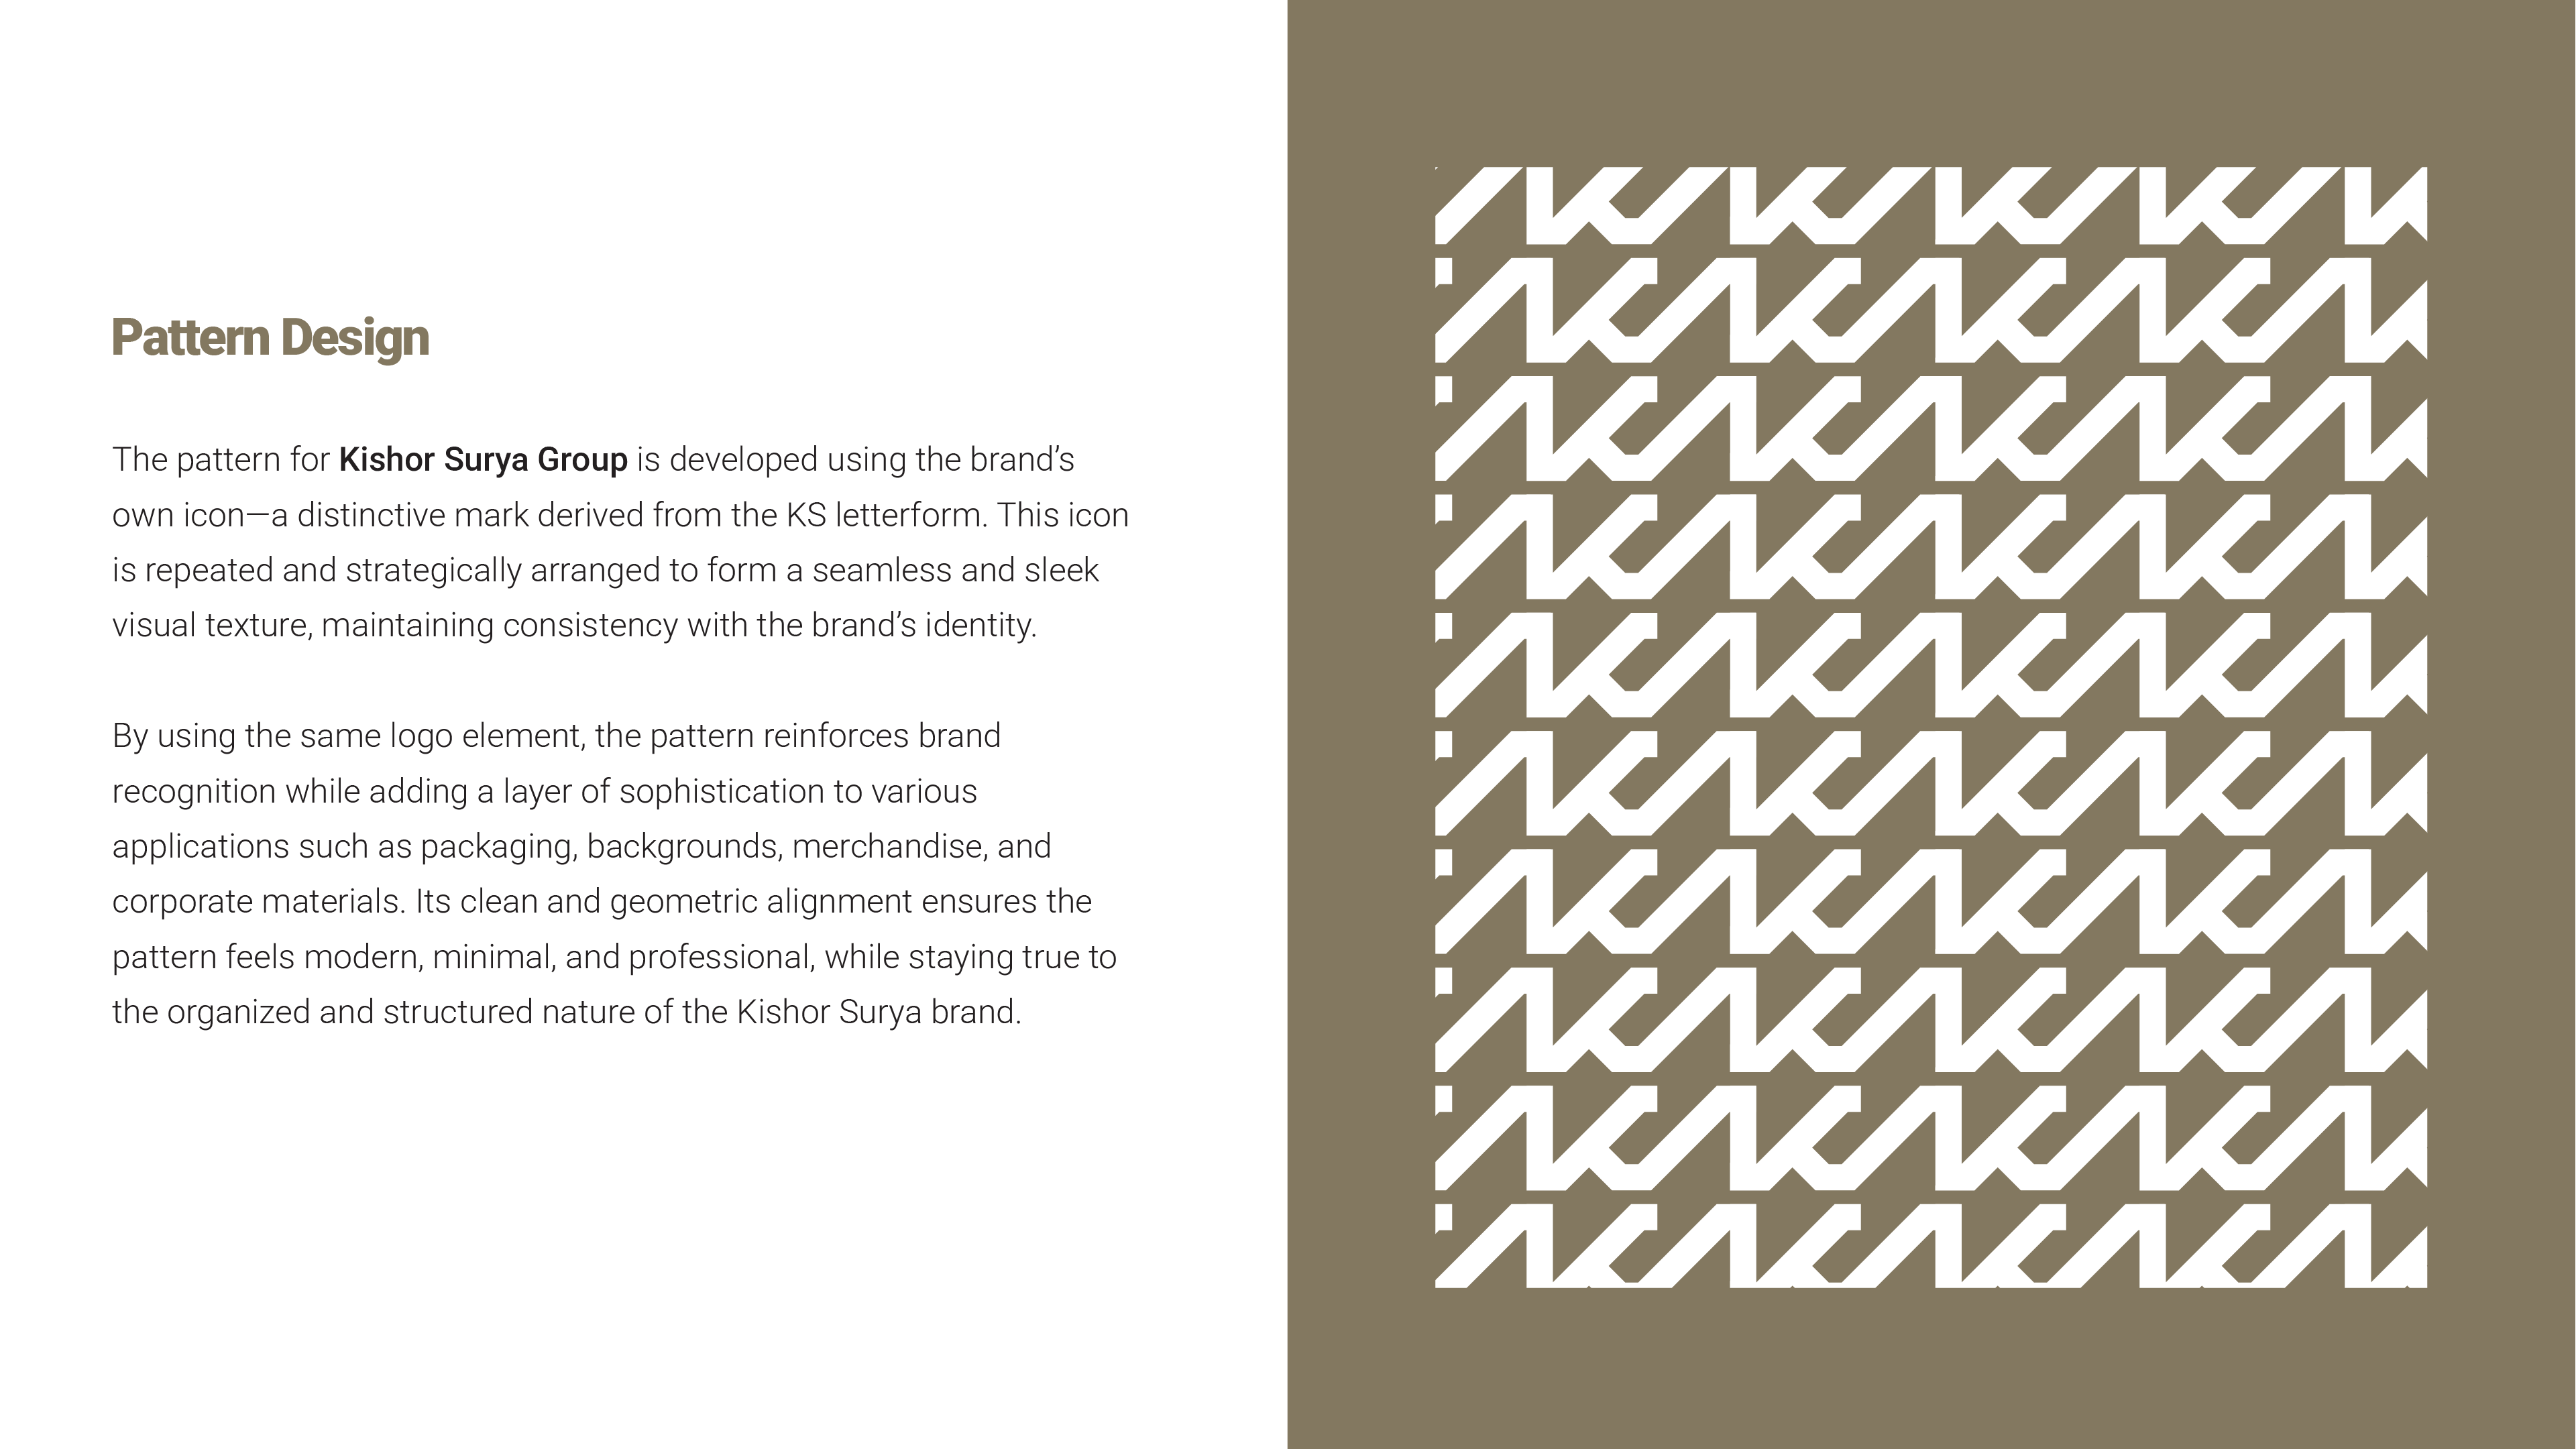 Pattern Design
The pattern for Kishor Surya Group is developed using the brand’s
own icon—a distinctive mark derived from the KS letterform. This icon
is repeated and strategically arranged to form a seamless and sleek
visual texture, maintaining consistency with the brand’s identity.
By using the same logo element, the pattern reinforces brand
recognition while adding a layer of sophistication to various
applications such as packaging, backgrounds, merchandise, and
corporate materials. Its clean and geometric alignment ensures the
pattern feels modern, minimal, and professional, while staying true to
the organized and structured nature of the Kishor Surya brand.